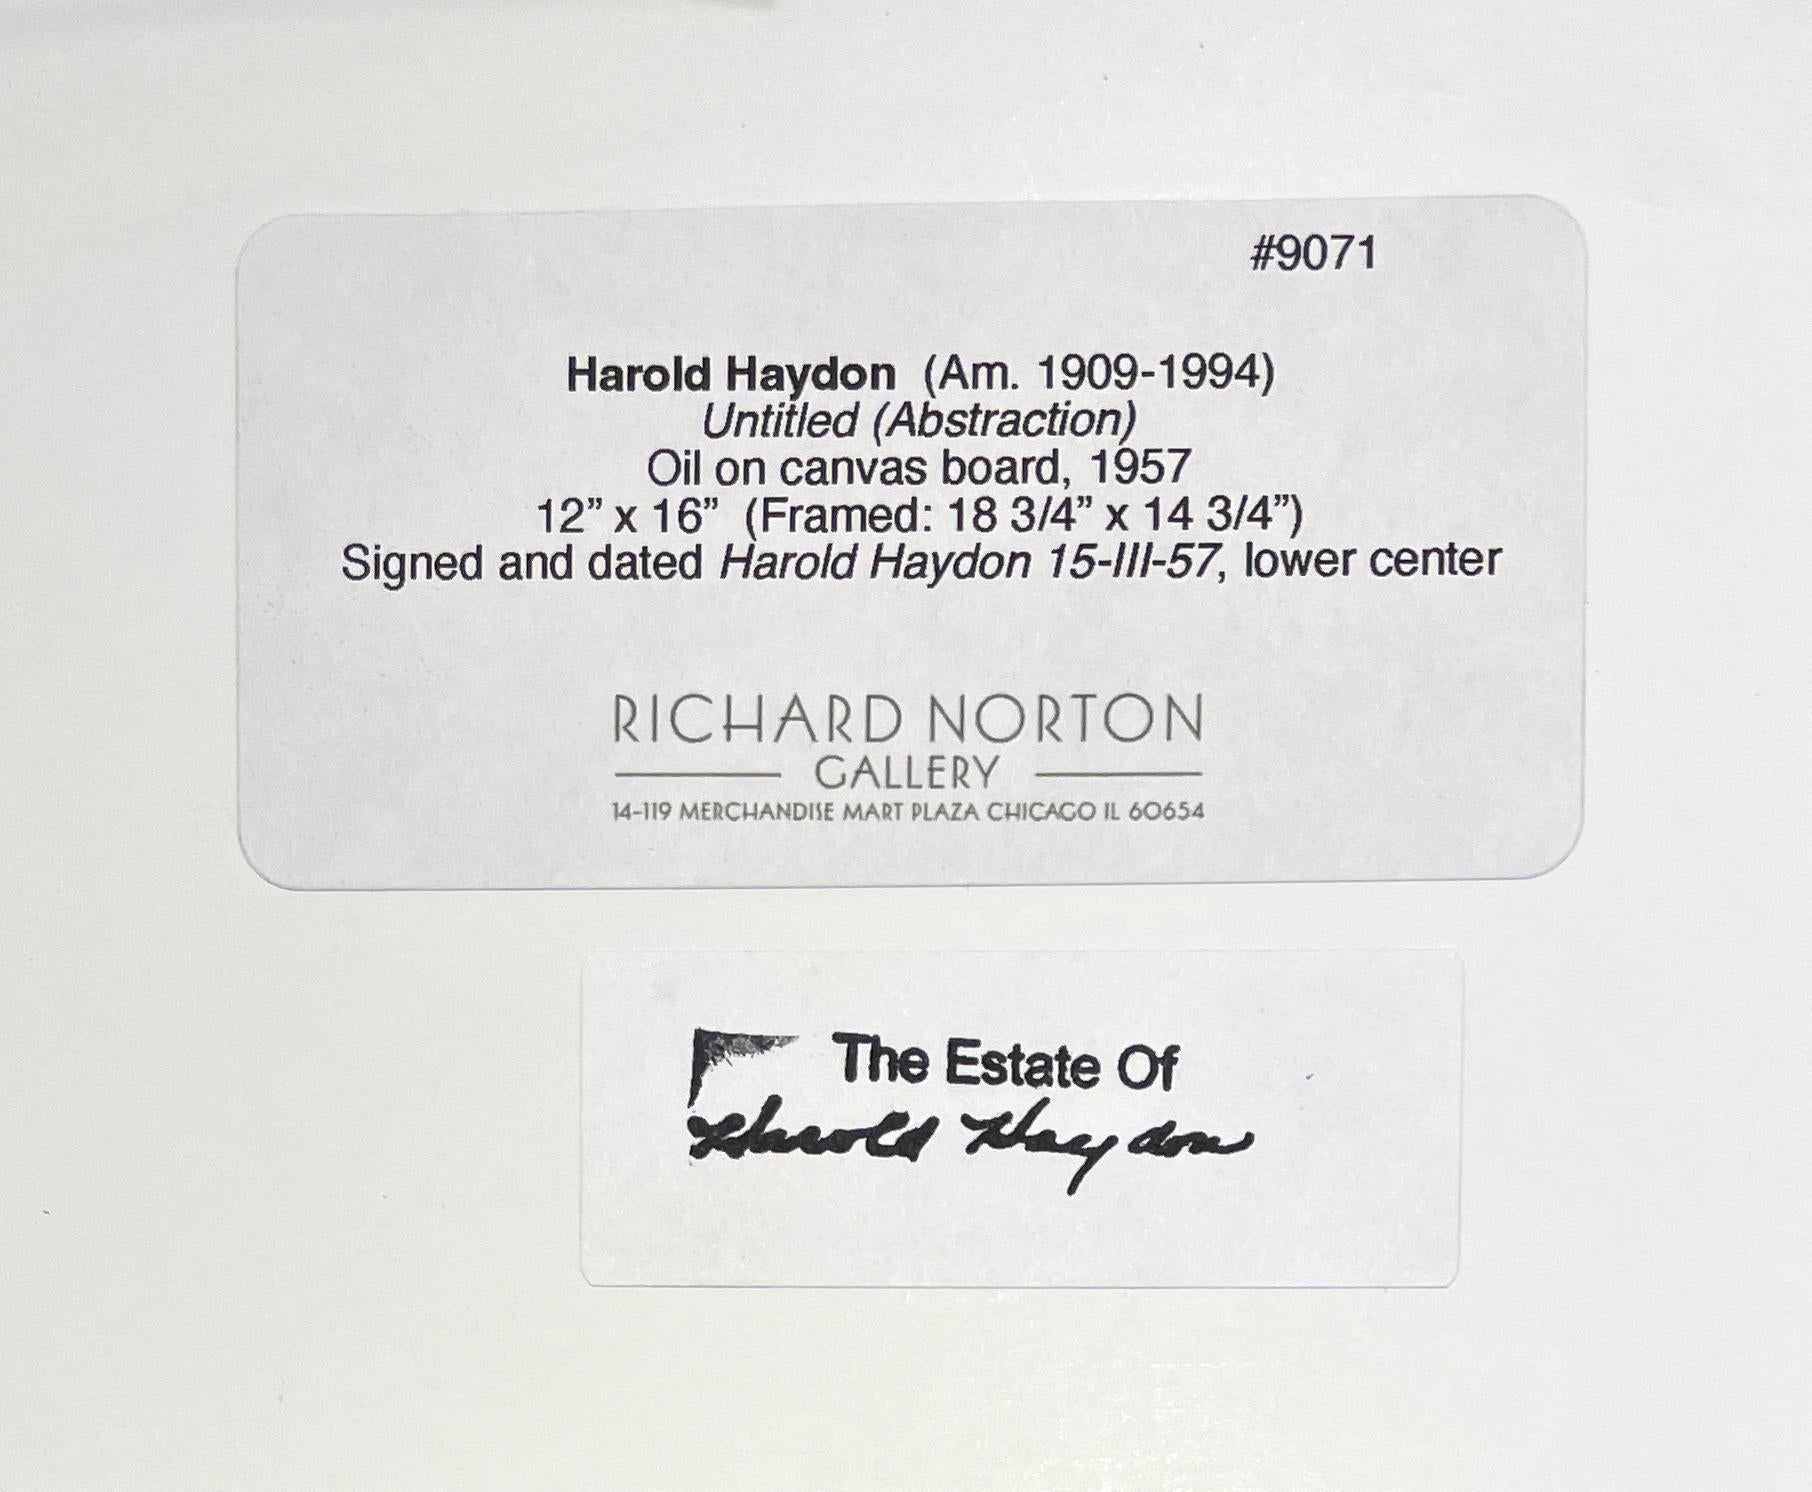 #9071
Harold Haydon (Am. 1909-1994)
Untitled (Abstraction)
Oil on canvas board, 1957
12” x 16” (Framed: 18 3/4” x 14 3/4”)
Signed and dated Harold Haydon 15-III-57, lower center
RICHARD NORTON
GALLERY
14-119 MERCHANDISE MART PLAZA CHICAGO IL 60654
The Estate Of
Harold Haydon